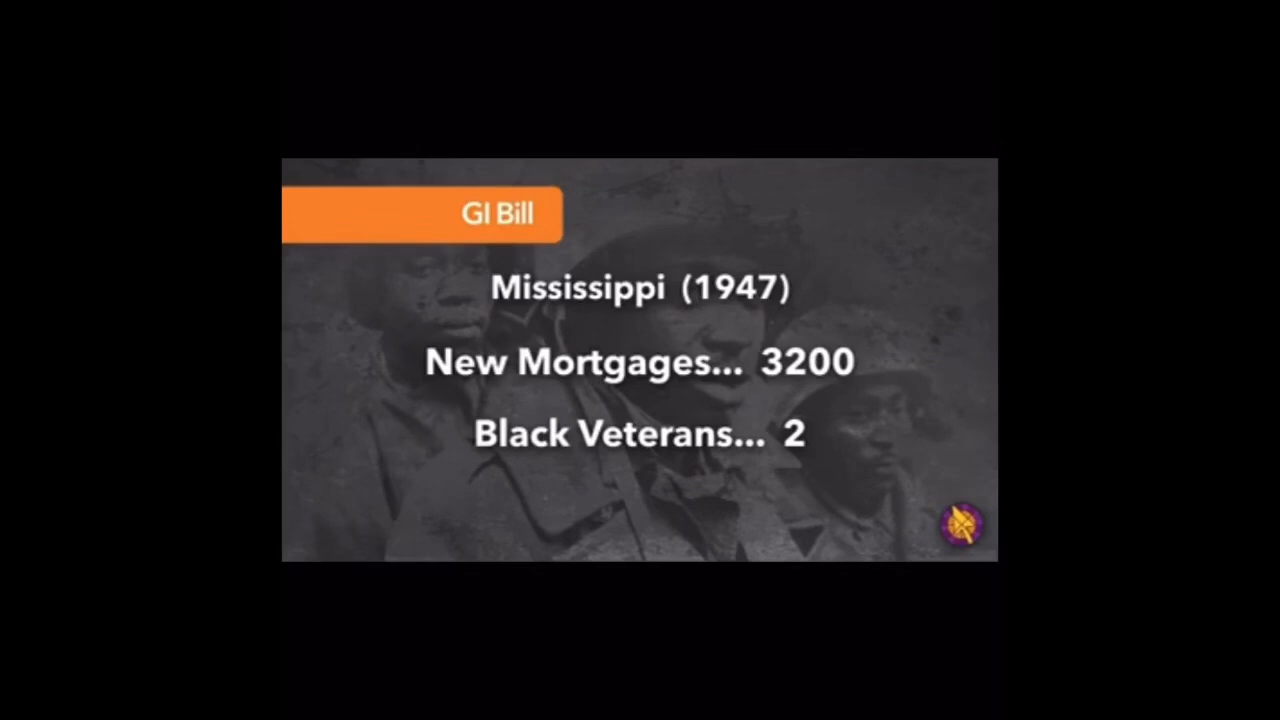 GI Bill
Mississippi (1947)
New Mortgages... 3200
Black Veterans... 2